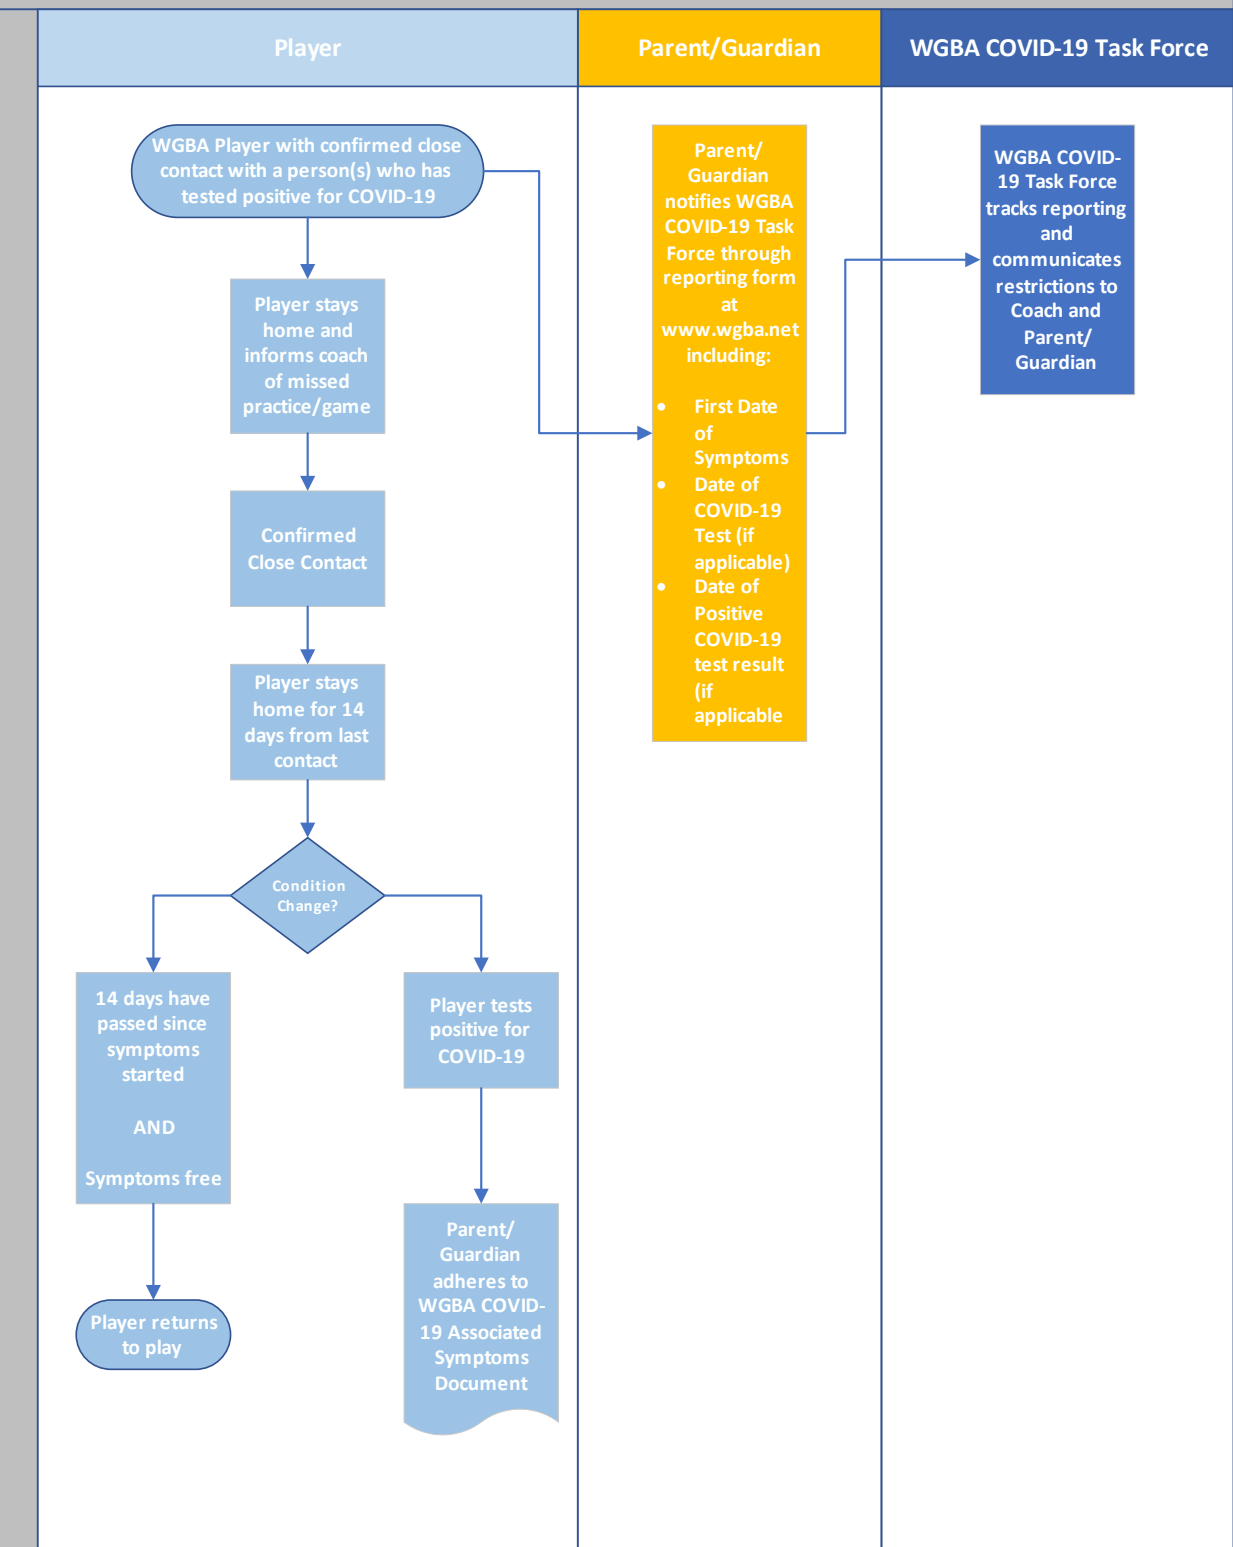 Player
Parent/Guardian
WGBA COVID-19 Task Force
WGBA Player with confirmed close
contact with a person(s) who has
tested positive for COVID-19
Player stays
home and
informs coach
of missed
practice/game
Confirmed
Close Contact
Player stays
home for 14
days from last
contact
Condition
Change?
14 days have
passed since
symptoms
started
AND
Symptoms free
Player returns
to play
Player tests
positive for
COVID-19
Parent/
Guardian
adheres to
WGBA COVID-
19 Associated
Symptoms
Document
Parent/
Guardian
notifies WGBA
COVID-19 Task
Force through
reporting form
at
www.wgba.net
including:
• First Date
of
Symptoms
• Date of
COVID-19
Test (if
applicable)
• Date of
Positive
COVID-19
test result
(if
applicable
WGBA COVID-
19 Task Force
tracks reporting
and
communicates
restrictions to
Coach and
Parent/
Guardian